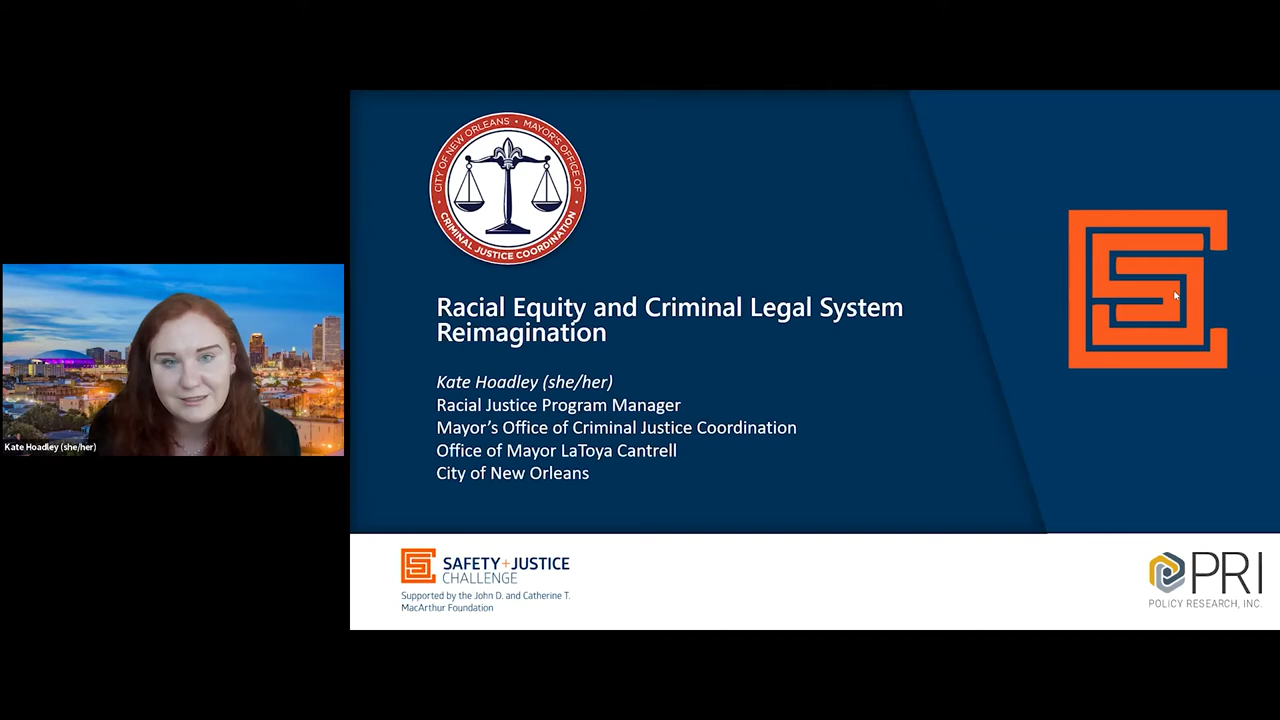 CITY OF NEW ORLEANS • MAYOR'S OFFICE OF
CRIMINAL JUSTICE COORDINATION
Racial Equity and Criminal Legal System
Reimagination
Kate Hoadley (she/her)
Racial Justice Program Manager
Mayor's Office of Criminal Justice Coordination
Office of Mayor LaToya Cantrell
City of New Orleans
Kate Hoadley (she/her)
SAFETY+JUSTICE
CHALLENGE
Supported by the John D. and Catherine T.
MacArthur Foundation
PRI
POLICY RESEARCH, INC.